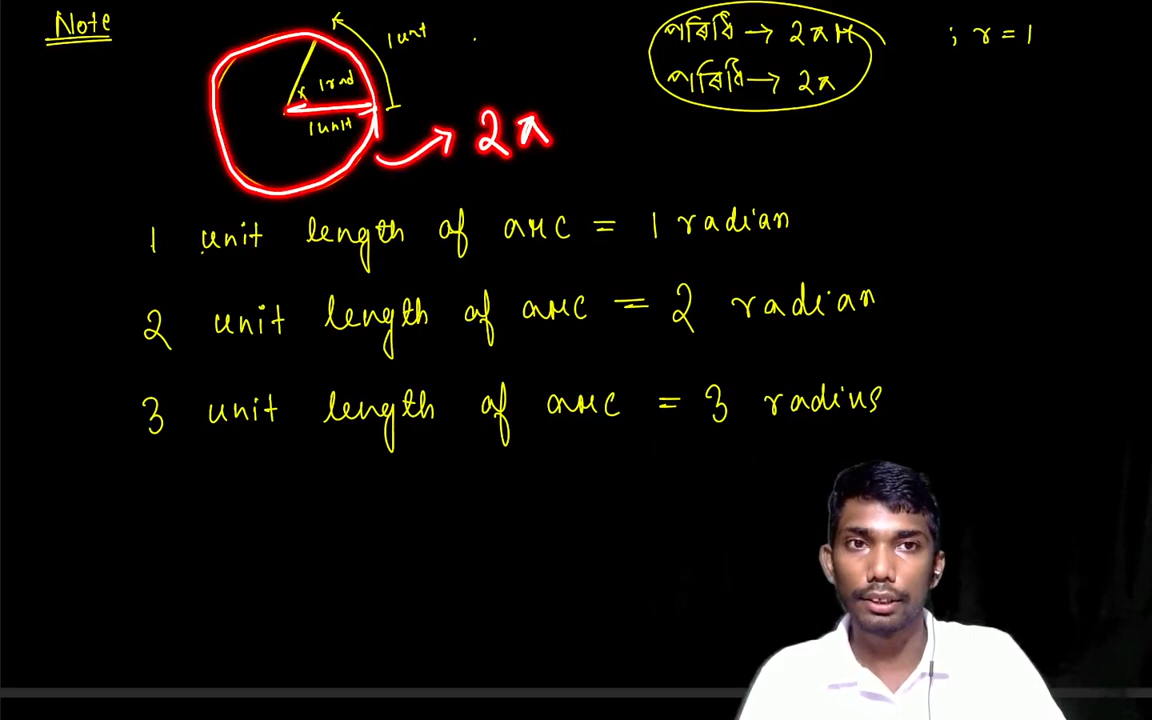 Note
1 unit
পৰিধি → 2πr ; r = 1
পৰিধি → 2π
1 rad
1 unit
→ 2π
1 unit length of arc = 1 radian
2 unit length of arc = 2 radian
3 unit length of arc = 3 radius